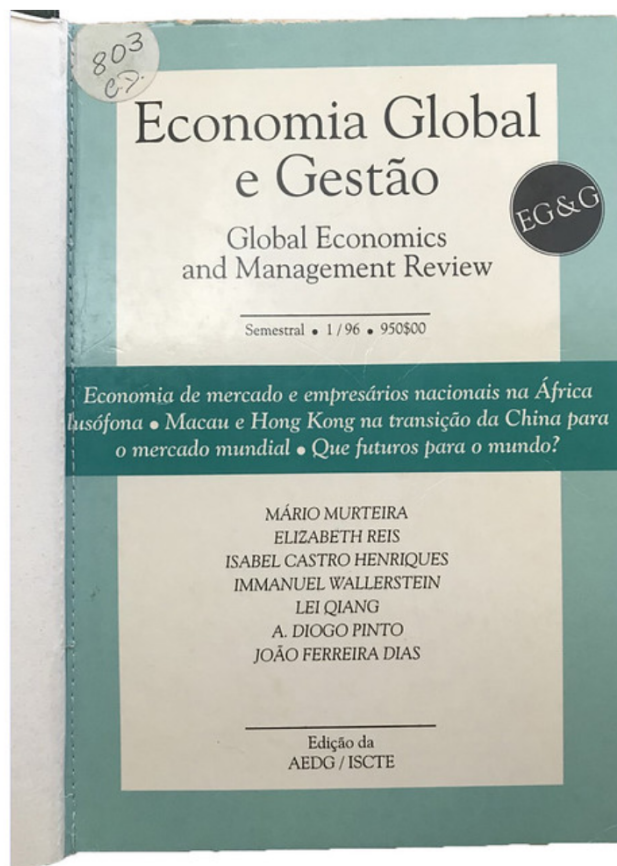 803
C.D.
Economia Global
e Gestão
EG&G
Global Economics
and Management Review
Semestral • 1/96 • 950$00
Economia de mercado e empresários nacionais na África
lusófona • Macau e Hong Kong na transição da China para
o mercado mundial • Que futuros para o mundo?
MÁRIO MURTEIRA
ELIZABETH REIS
ISABEL CASTRO HENRIQUES
IMMANUEL WALLERSTEIN
LEI QIANG
A. DIOGO PINTO
JOÃO FERREIRA DIAS
Edição da
AEDG / ISCTE